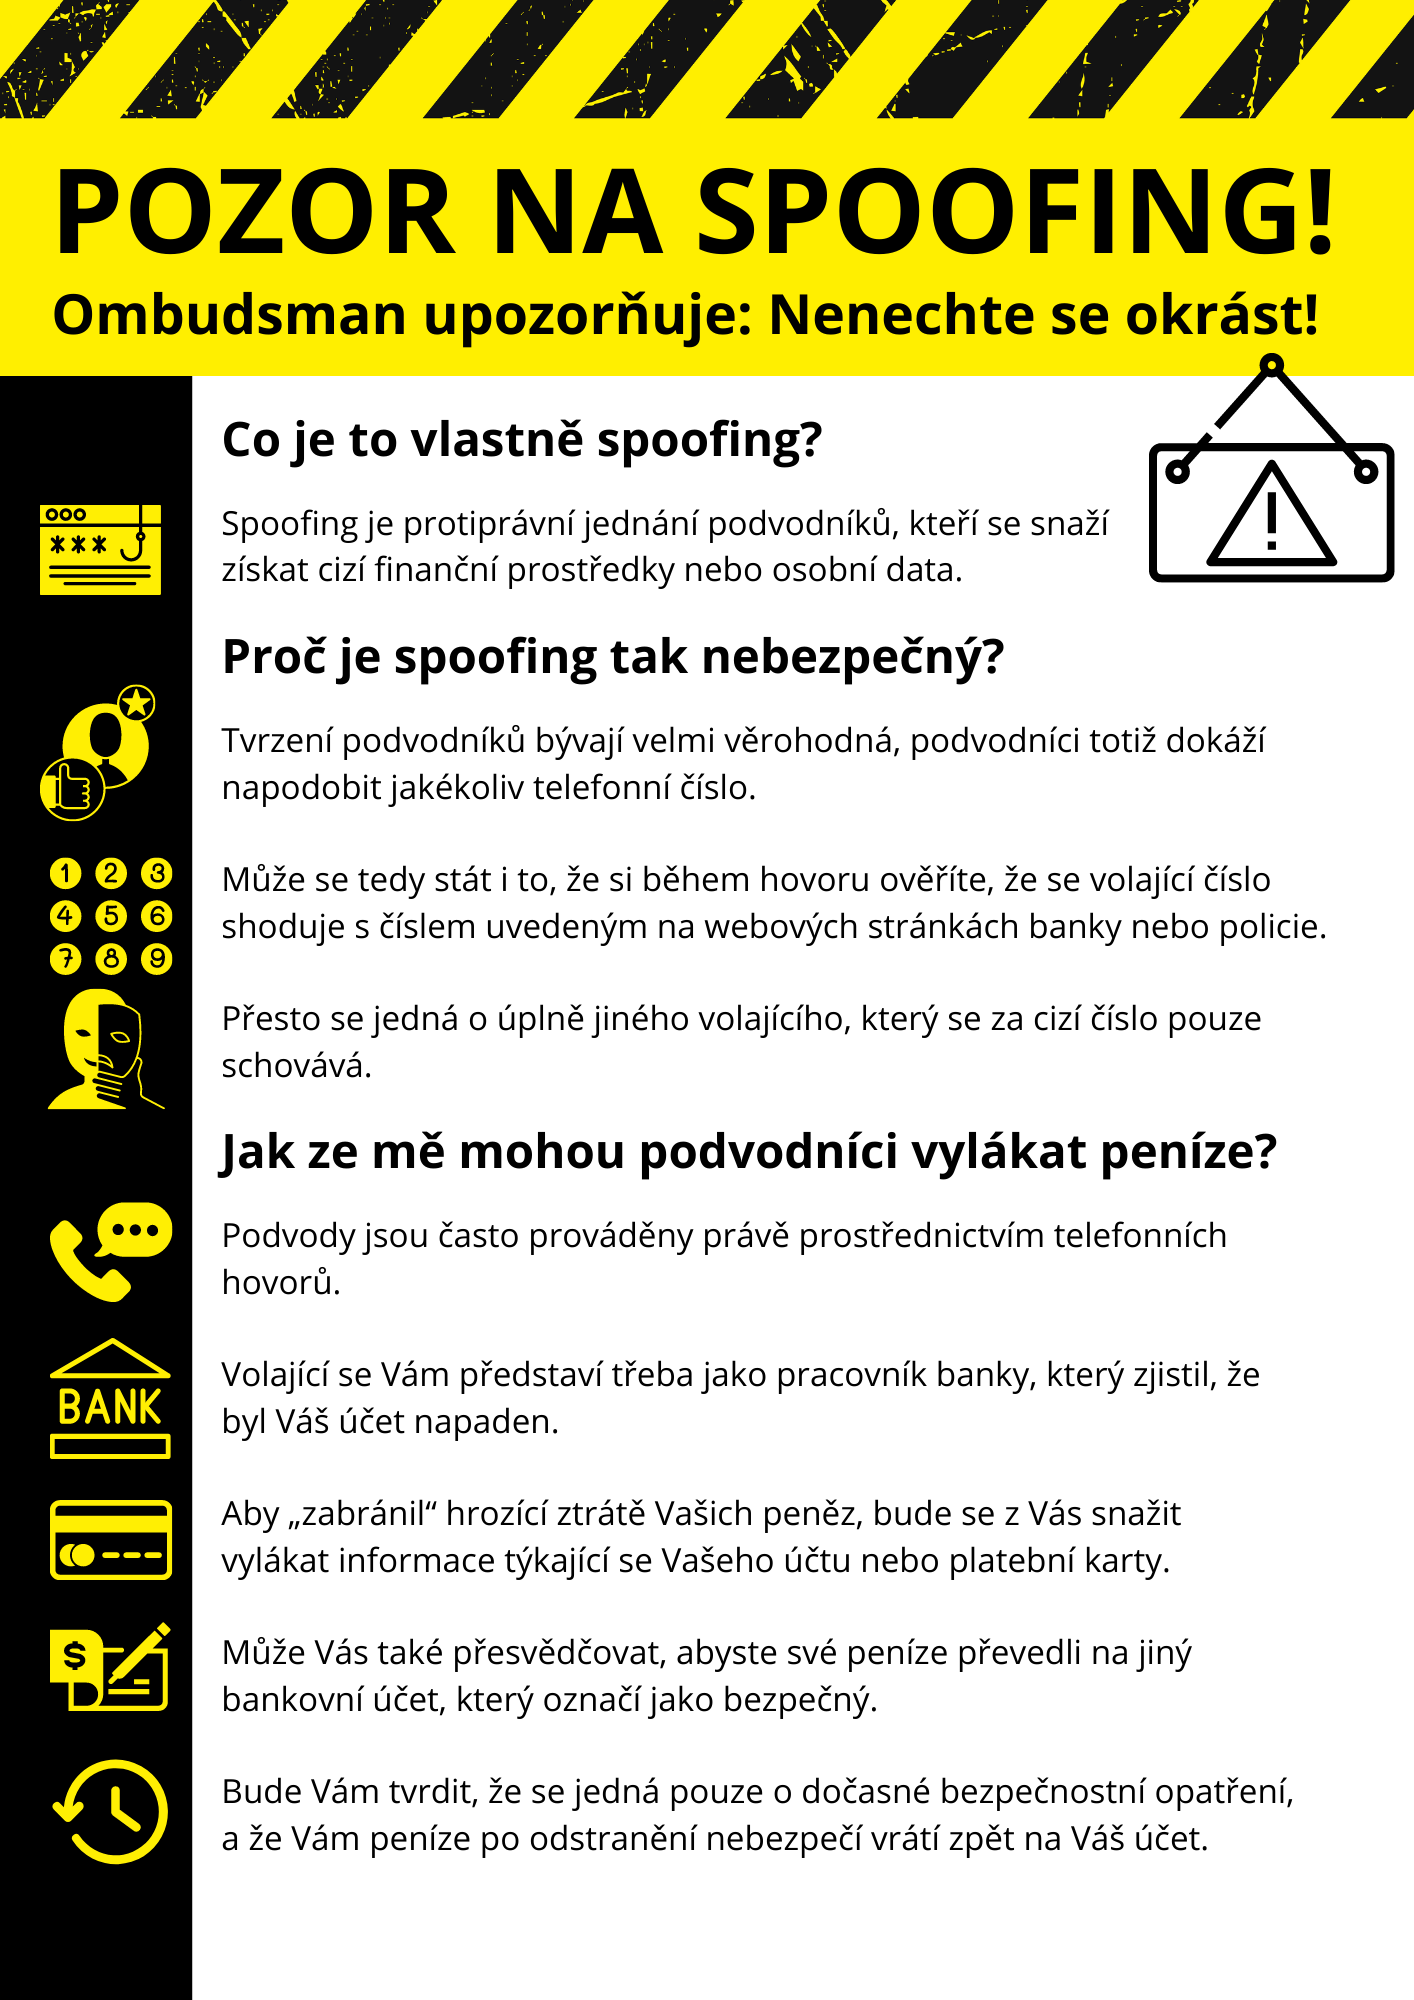 POZOR NA SPOOFING!
Ombudsman upozorňuje: Nenechte se okrást!
Co je to vlastně spoofing?
***
Spoofing je protiprávní jednání podvodníků, kteří se snaží
získat cizí finanční prostředky nebo osobní data.
Proč je spoofing tak nebezpečný?
Tvrzení podvodníků bývají velmi věrohodná, podvodníci totiž dokáží
napodobit jakékoliv telefonní číslo.
1 2 3
4 5 6
7 8 9
Může se tedy stát i to, že si během hovoru ověříte, že se volající číslo
shoduje s číslem uvedeným na webových stránkách banky nebo policie.
Přesto se jedná o úplně jiného volajícího, který se za cizí číslo pouze
schovává.
Jak ze mě mohou podvodníci vylákat peníze?
Podvody jsou často prováděny právě prostřednictvím telefonních
hovorů.
BANK
Volající se Vám představí třeba jako pracovník banky, který zjistil, že
byl Váš účet napaden.
Aby „zabránil“ hrozící ztrátě Vašich peněz, bude se z Vás snažit
vylákat informace týkající se Vašeho účtu nebo platební karty.
$
Může Vás také přesvědčovat, abyste své peníze převedli na jiný
bankovní účet, který označí jako bezpečný.
Bude Vám tvrdit, že se jedná pouze o dočasné bezpečnostní opatření,
a že Vám peníze po odstranění nebezpečí vrátí zpět na Váš účet.